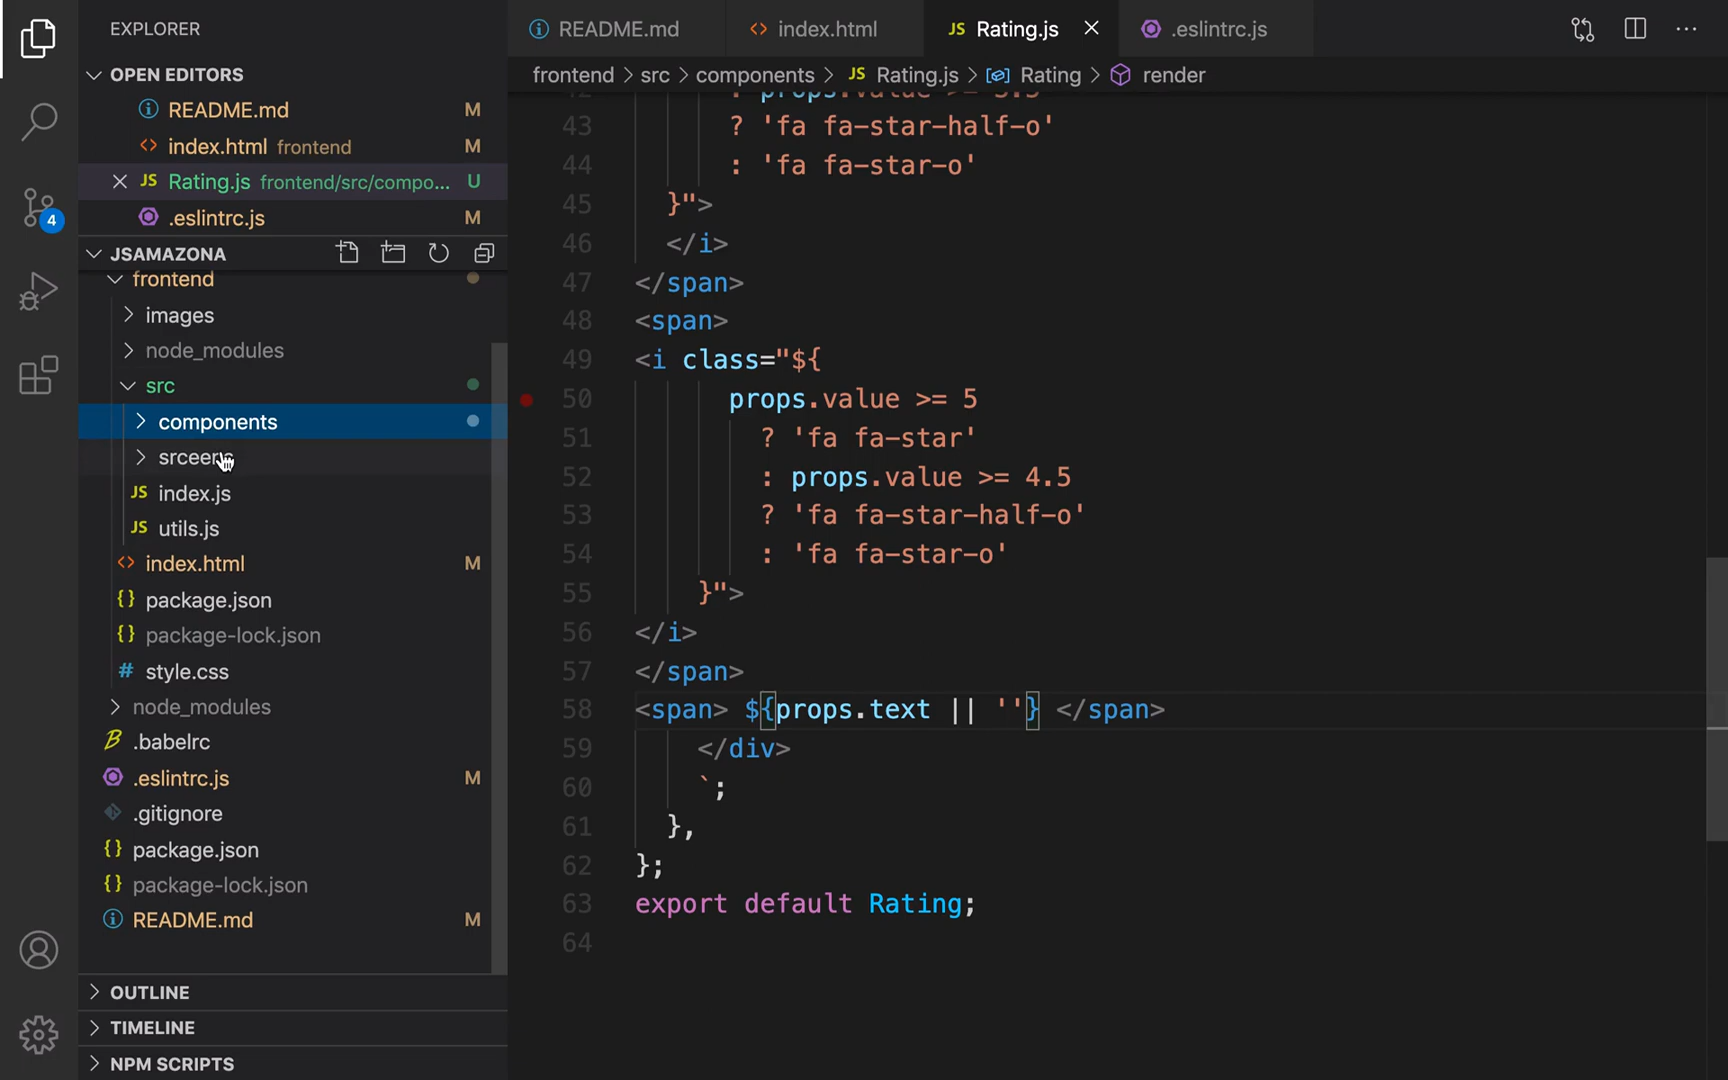 EXPLORER
README.md
index.html
JS Rating.js
.eslintrc.js
OPEN EDITORS
frontend > src > components > JS Rating.js > Rating > render
README.md M
index.html frontend M
JS Rating.js frontend/src/compo... U
.eslintrc.js M
4
JSAMAZONA
frontend
images
node_modules
src
components
index.js
JS
utils.js
JS
index.html M
{} package.json
{} package-lock.json
# style.css
node_modules
.babelrc
.eslintrc.js M
.gitignore
{} package.json
{} package-lock.json
README.md M
OUTLINE
TIMELINE
NPM SCRIPTS
43 ? 'fa fa-star-half-o'
44 : 'fa fa-star-o'
45 }">
46 </i>
47 </span>
48 <span>
49 <i class="${
50 props.value >= 5
51 ? 'fa fa-star'
52 : props.value >= 4.5
53 ? 'fa fa-star-half-o'
54 : 'fa fa-star-o'
55 }">
56 </i>
57 </span>
58 <span> ${props.text || ''} </span>
59 </div>
60 `;
61 },
62 };
63 export default Rating;
64